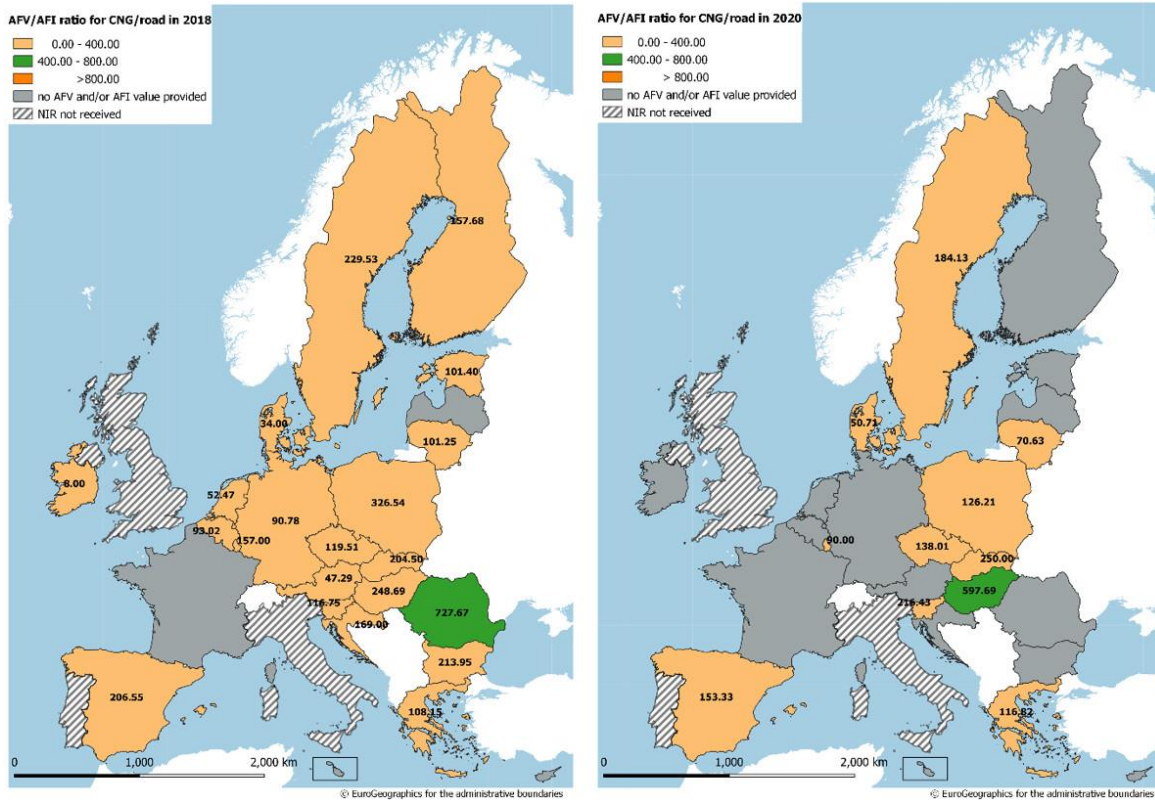 AFV/AFI ratio for CNG/road in 2018
0.00 - 400.00
400.00 - 800.00
>800.00
no AFV and/or AFI value provided
NIR not received
157.68
229.53
101.40
34.00
101.25
8.00
52.47
326.54
90.78
93.02
157.00
119.51
204.50
47.29
248.69
116.75
727.67
169.00
213.95
206.55
108.15
0 1,000 2,000 km
© EuroGeographics for the administrative boundaries
AFV/AFI ratio for CNG/road in 2020
0.00 - 400.00
400.00 - 800.00
> 800.00
no AFV and/or AFI value provided
NIR not received
184.13
50.71
70.63
126.21
90.00
138.01
250.00
597.69
216.43
153.33
116.82
0 1,000 2,000 km
© EuroGeographics for the administrative boundaries